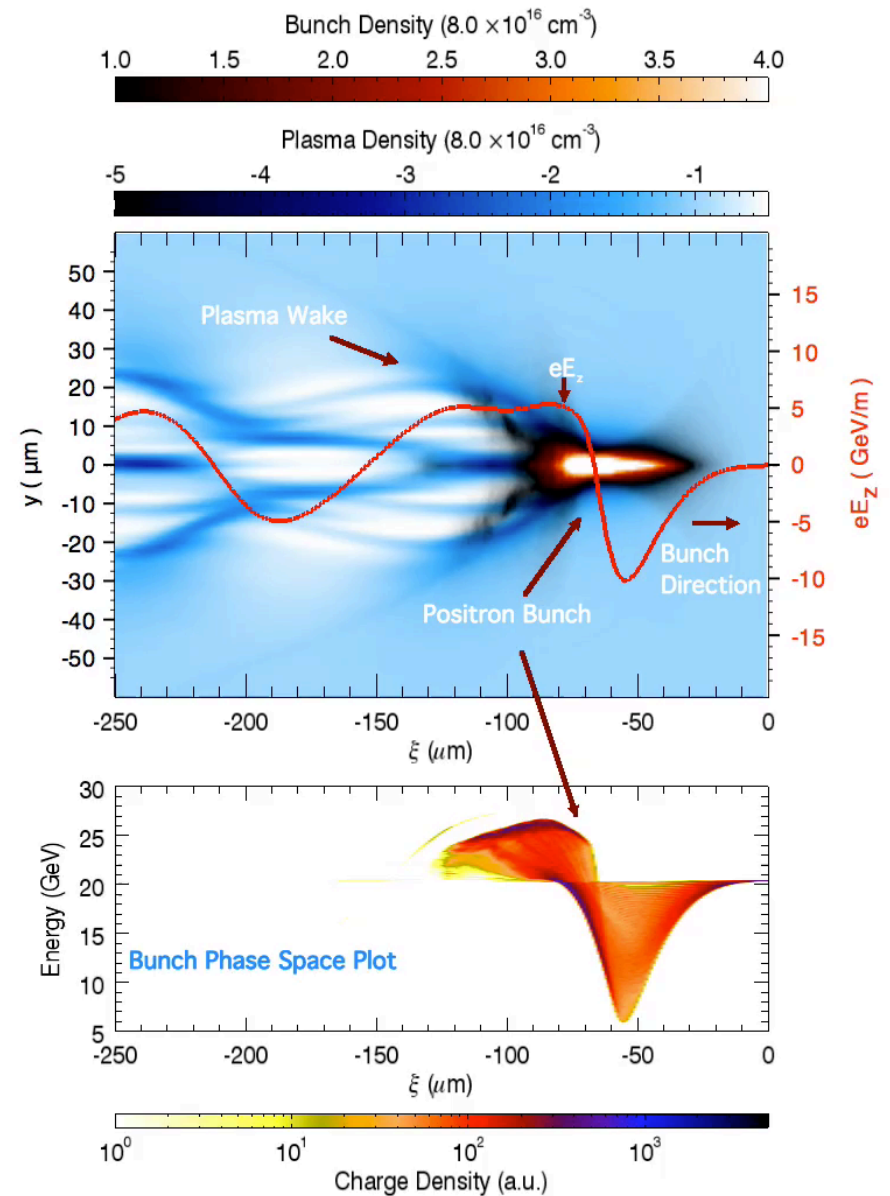 Bunch Density (8.0 ×10¹⁶ cm⁻³)
1.0 1.5 2.0 2.5 3.0 3.5 4.0
Plasma Density (8.0 ×10¹⁶ cm⁻³)
-5 -4 -3 -2 -1
50
40
30
20
10
0
-10
-20
-30
-40
-50
y ( μm)
Plasma Wake
eE_z
Positron Bunch
Bunch
Direction
15
10
5
0
-5
-10
-15
eE_Z ( GeV/m)
-250 -200 -150 -100 -50 0
ξ (μm)
30
25
20
15
10
5
Energy (GeV)
Bunch Phase Space Plot
-250 -200 -150 -100 -50 0
ξ (μm)
10⁰ 10¹ 10² 10³
Charge Density (a.u.)